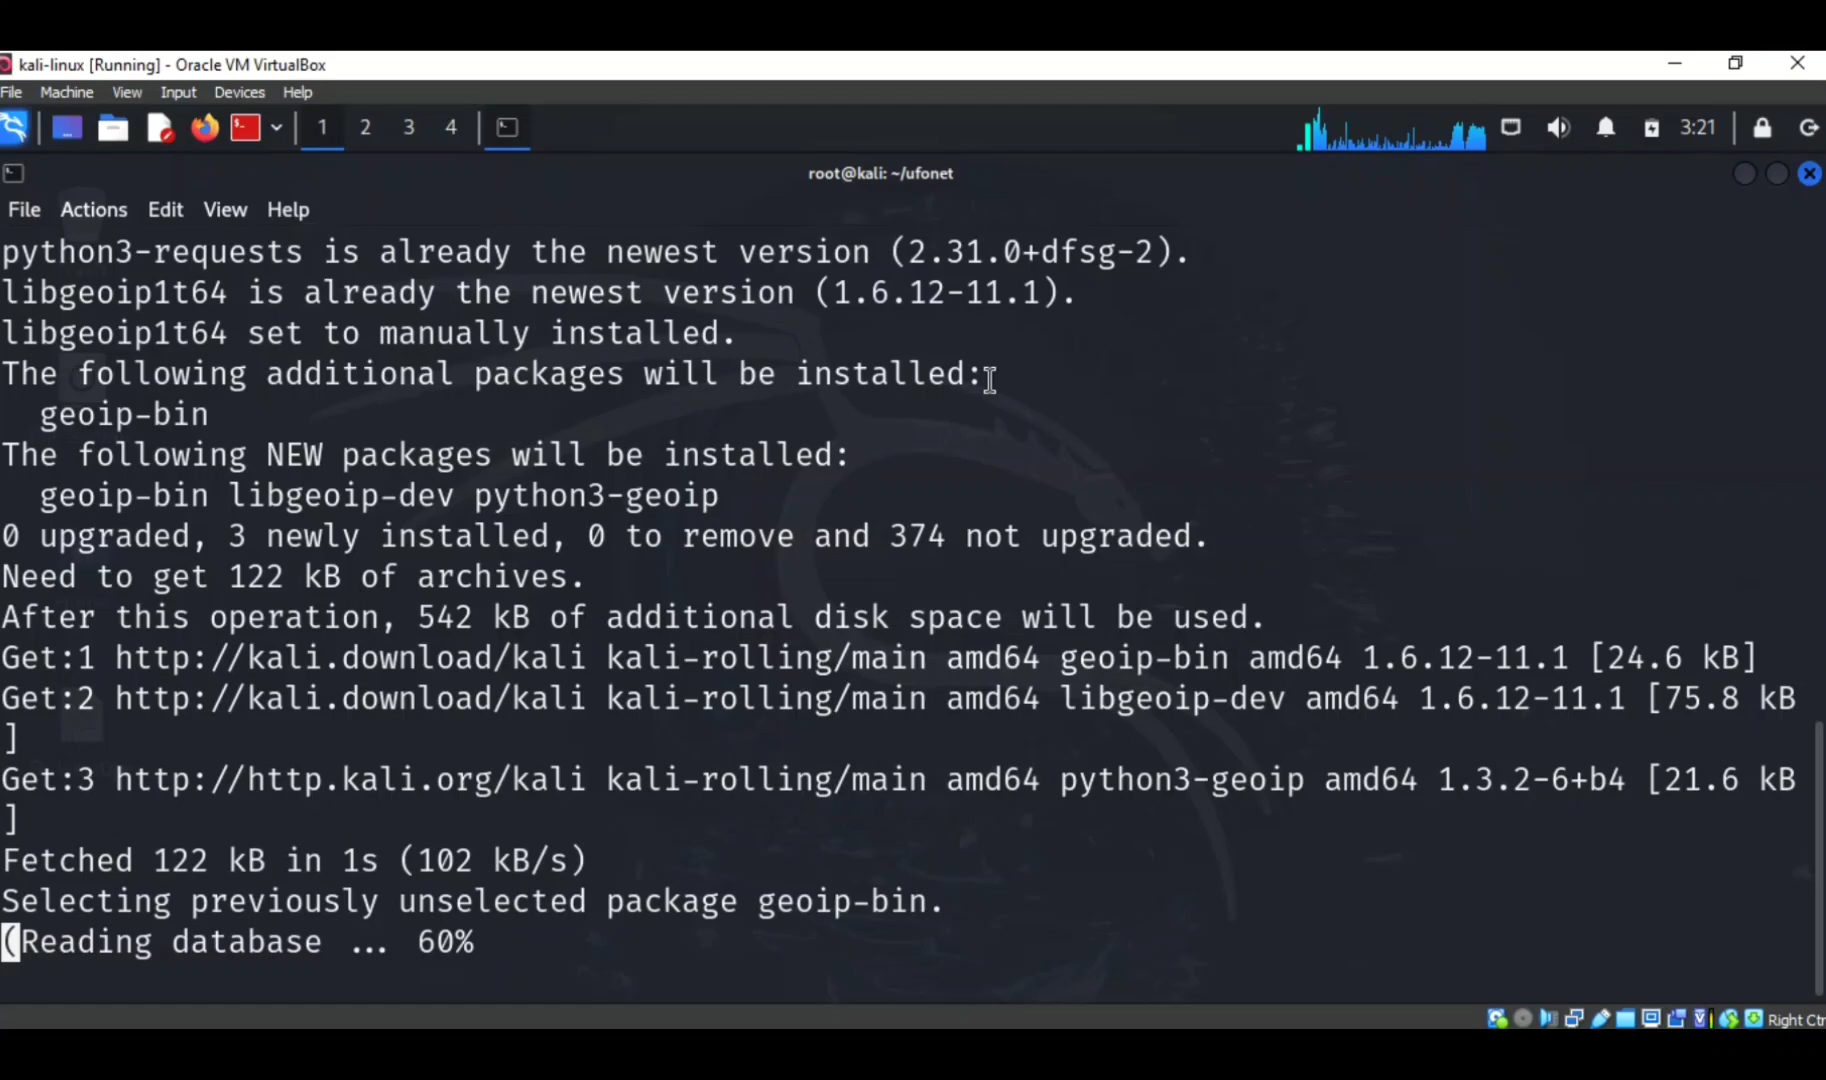 kali-linux [Running] - Oracle VM VirtualBox
File Machine View Input Devices Help
1 2 3 4 3:21
root@kali: ~/ufonet
File Actions Edit View Help
python3-requests is already the newest version (2.31.0+dfsg-2).
libgeoip1t64 is already the newest version (1.6.12-11.1).
libgeoip1t64 set to manually installed.
The following additional packages will be installed:
geoip-bin
The following NEW packages will be installed:
geoip-bin libgeoip-dev python3-geoip
0 upgraded, 3 newly installed, 0 to remove and 374 not upgraded.
Need to get 122 kB of archives.
After this operation, 542 kB of additional disk space will be used.
Get:1 http://kali.download/kali kali-rolling/main amd64 geoip-bin amd64 1.6.12-11.1 [24.6 kB]
Get:2 http://kali.download/kali kali-rolling/main amd64 libgeoip-dev amd64 1.6.12-11.1 [75.8 kB
]
Get:3 http://http.kali.org/kali kali-rolling/main amd64 python3-geoip amd64 1.3.2-6+b4 [21.6 kB
]
Fetched 122 kB in 1s (102 kB/s)
Selecting previously unselected package geoip-bin.
(Reading database ... 60%
Right Ctr